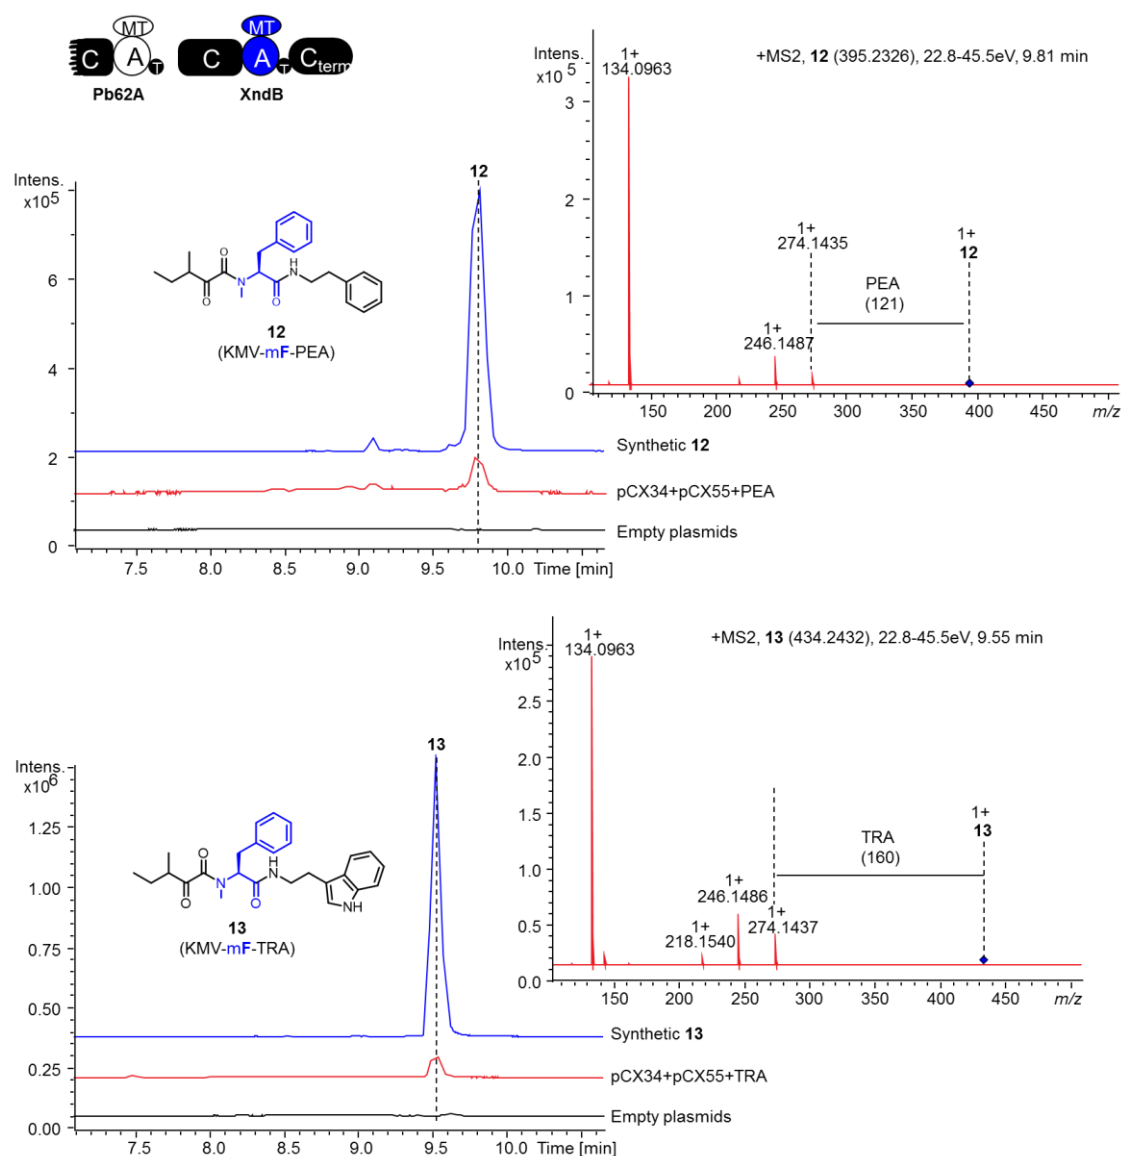 MT MT
C A T C A T Cterm
Pb62A XndB
Intens.
x10^5
1+
134.0963
+MS2, 12 (395.2326), 22.8-45.5eV, 9.81 min
3
2
1
0
1+
274.1435
1+
246.1487
PEA
(121)
1+
12
150 200 250 300 350 400 450 m/z
Intens.
x10^5
6
4
2
0
12
O
O
N
O
H
N
12
(KMV-mF-PEA)
Synthetic 12
pCX34+pCX55+PEA
Empty plasmids
7.5 8.0 8.5 9.0 9.5 10.0 Time [min]
Intens.
x10^5
1+
134.0963
+MS2, 13 (434.2432), 22.8-45.5eV, 9.55 min
2.5
2.0
1.5
1.0
0.5
0.0
1+
246.1486
1+
274.1437
1+
218.1540
TRA
(160)
1+
13
150 200 250 300 350 400 450 m/z
Intens.
x10^6
1.25
1.00
0.75
0.50
0.25
0.00
13
O
O
N
O
H
N
NH
13
(KMV-mF-TRA)
Synthetic 13
pCX34+pCX55+TRA
Empty plasmids
7.5 8.0 8.5 9.0 9.5 10.0 Time [min]